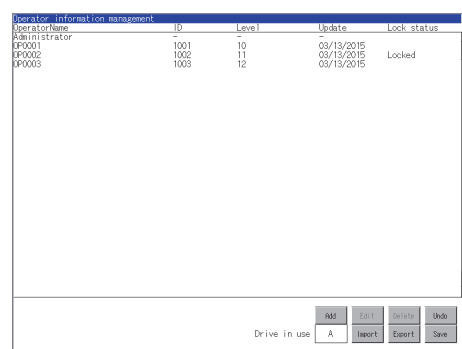 Operator information management
OperatorName ID Level Update Lock status
Administrator - - -
OP0001 1001 10 03/13/2015
OP0002 1002 11 03/13/2015 Locked
OP0003 1003 12 03/13/2015
Add Edit Delete Undo
Drive in use A Import Export Save